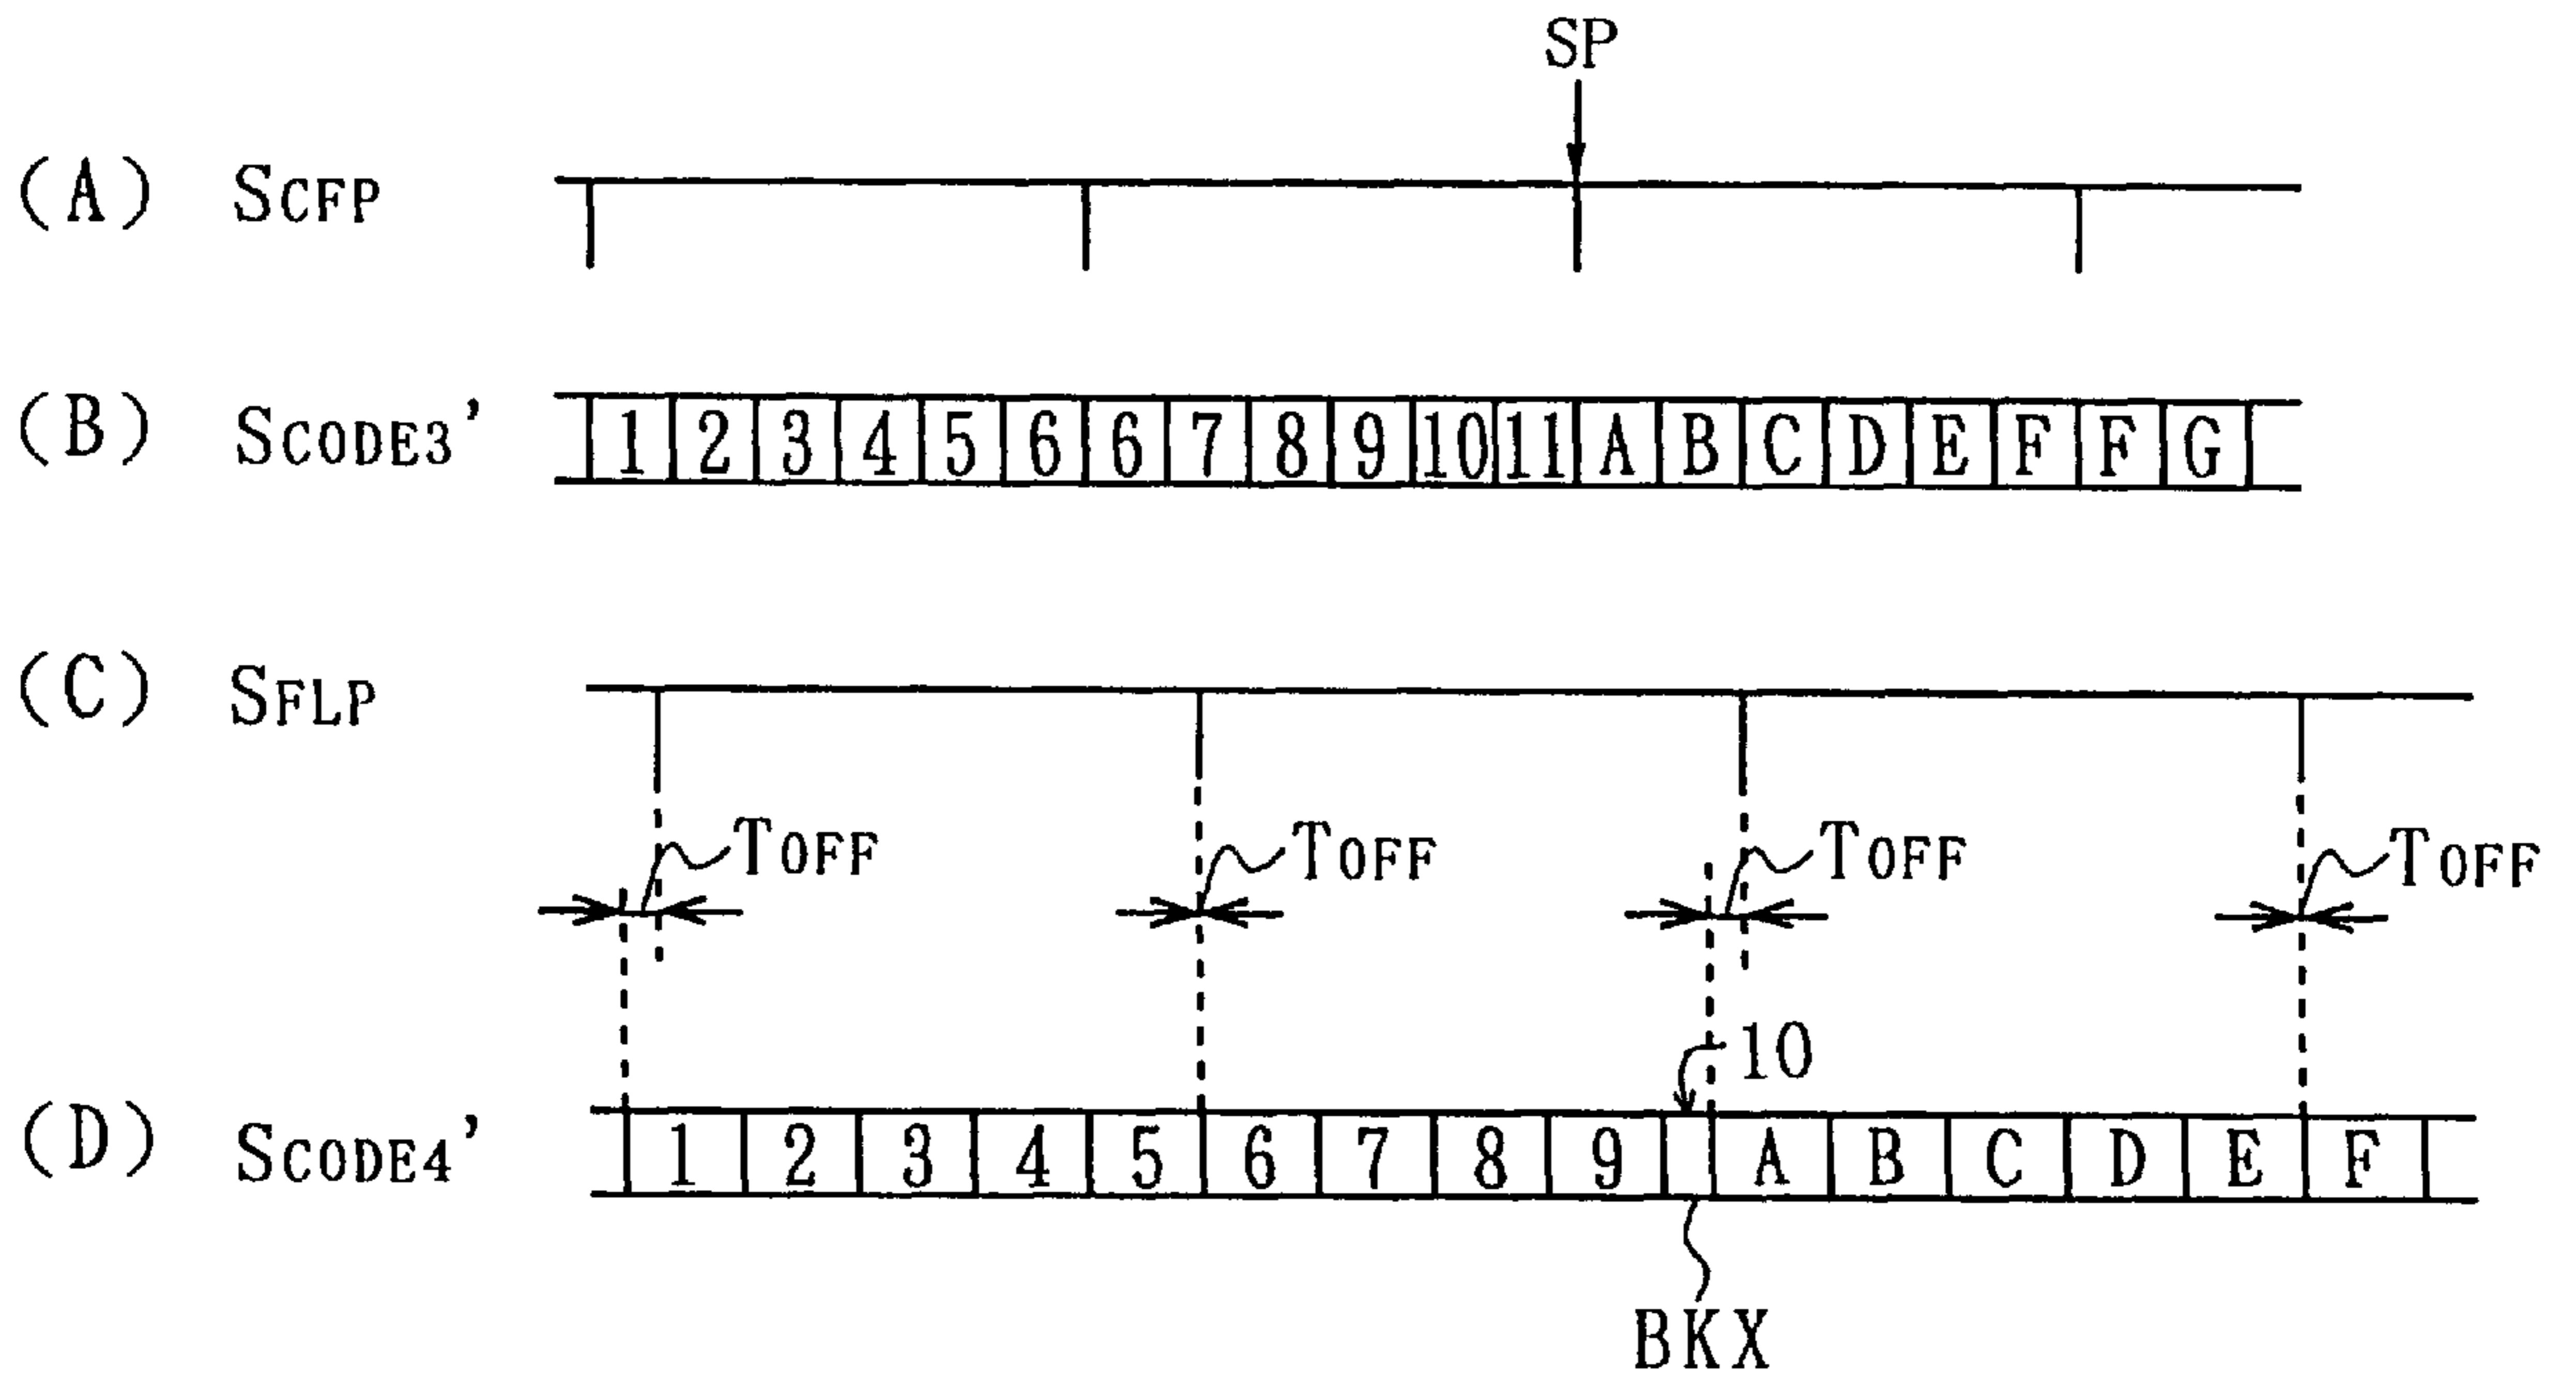 SP
(A) SCFP
(B) SCODE3' 1 2 3 4 5 6 6 7 8 9 10 11 A B C D E F F G
(C) SFLP
TOFF TOFF TOFF TOFF
10
(D) SCODE4' 1 2 3 4 5 6 7 8 9 A B C D E F
BKX